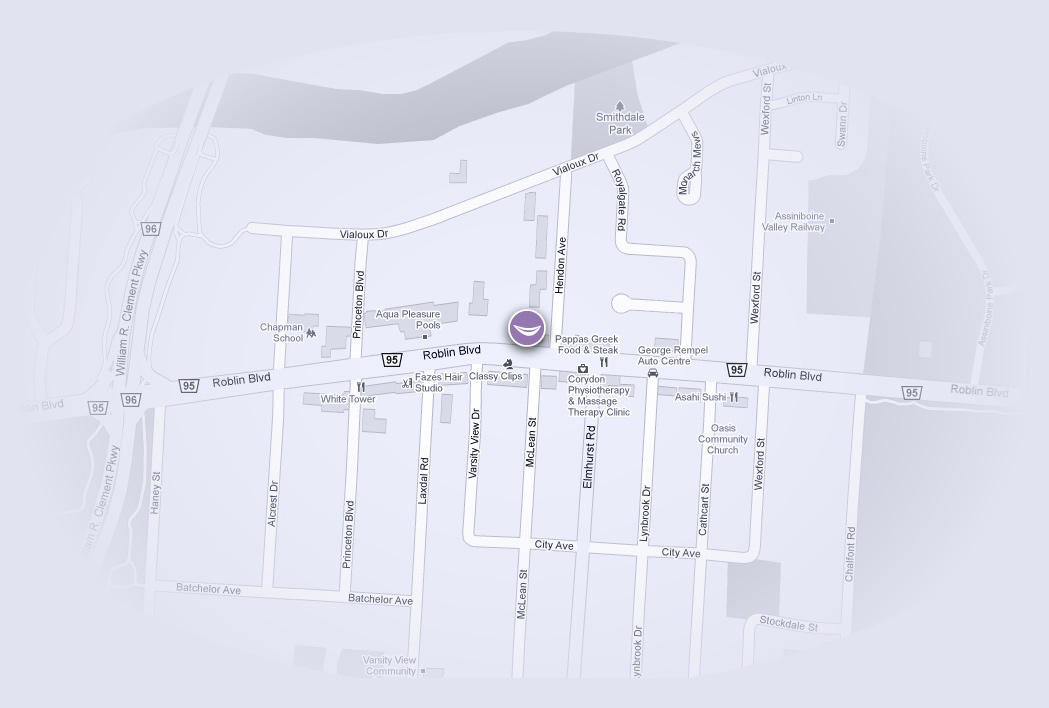 Vialoux
Linton Ln
Wexford St
Swann Dr
Smithdale
Park
Vialoux Dr
Monarch Mews
Royalgate Rd
Assiniboine
Valley Railway
96
Vialoux Dr
William R. Clement Pkwy
Princeton Blvd
Hendon Ave
Wexford St
Assiniboine Park Dr
Aqua Pleasure
Pools
Chapman
School
Pappas Greek
Food & Steak
George Rempel
Auto Centre
Roblin Blvd
95
95
Roblin Blvd
95
Roblin Blvd
95
Roblin Blvd
95
96
Fazes Hair
Studio
Classy Clips
White Tower
Corydon
Physiotherapy
& Massage
Therapy Clinic
Asahi Sushi
Oasis
Community
Church
Haney St
Alcrest Dr
Princeton Blvd
Laxdal Rd
Varsity View Dr
McLean St
Elmhurst Rd
Lynbrook Dr
Cathcart St
Wexford St
Chalfont Rd
R. Clement Pkwy
City Ave
City Ave
Batchelor Ave
Batchelor Ave
McLean St
Stockdale St
Varsity View
Community